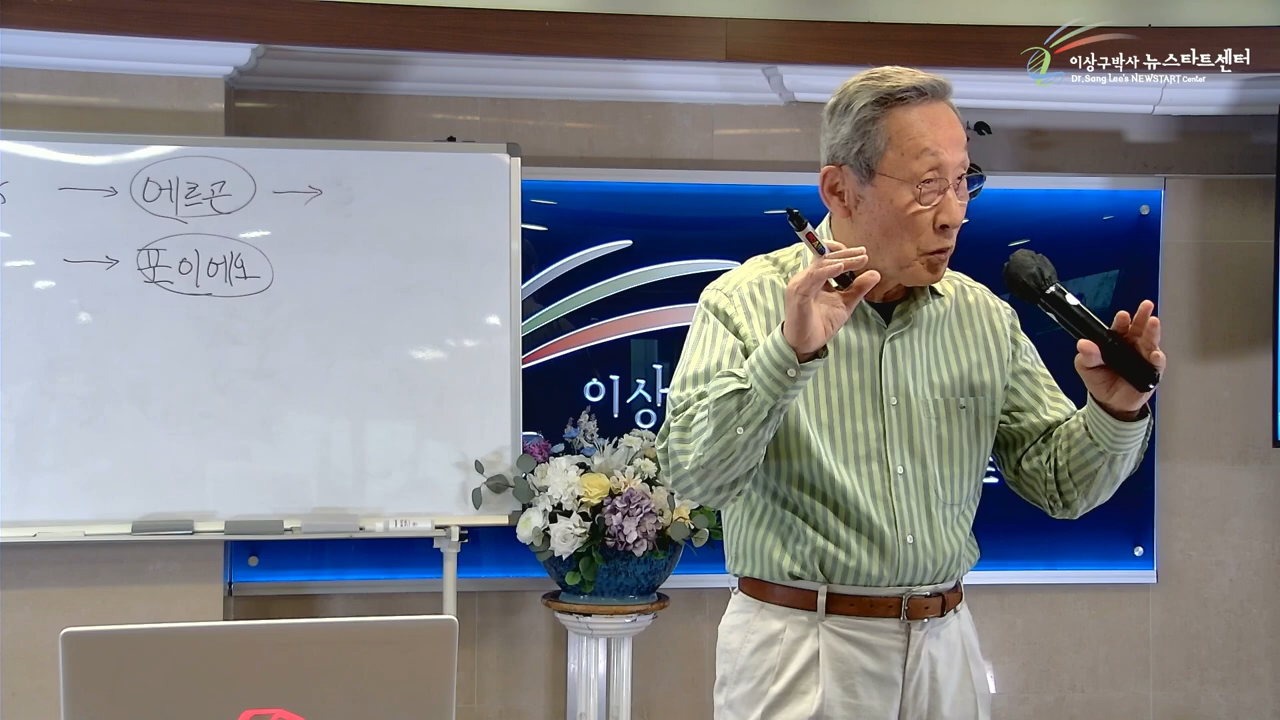 이상구박사 뉴스타트센터
Dr.Sang Lee's NEWSTART Center
→ 에르곤 →
→ 포이에오
이상